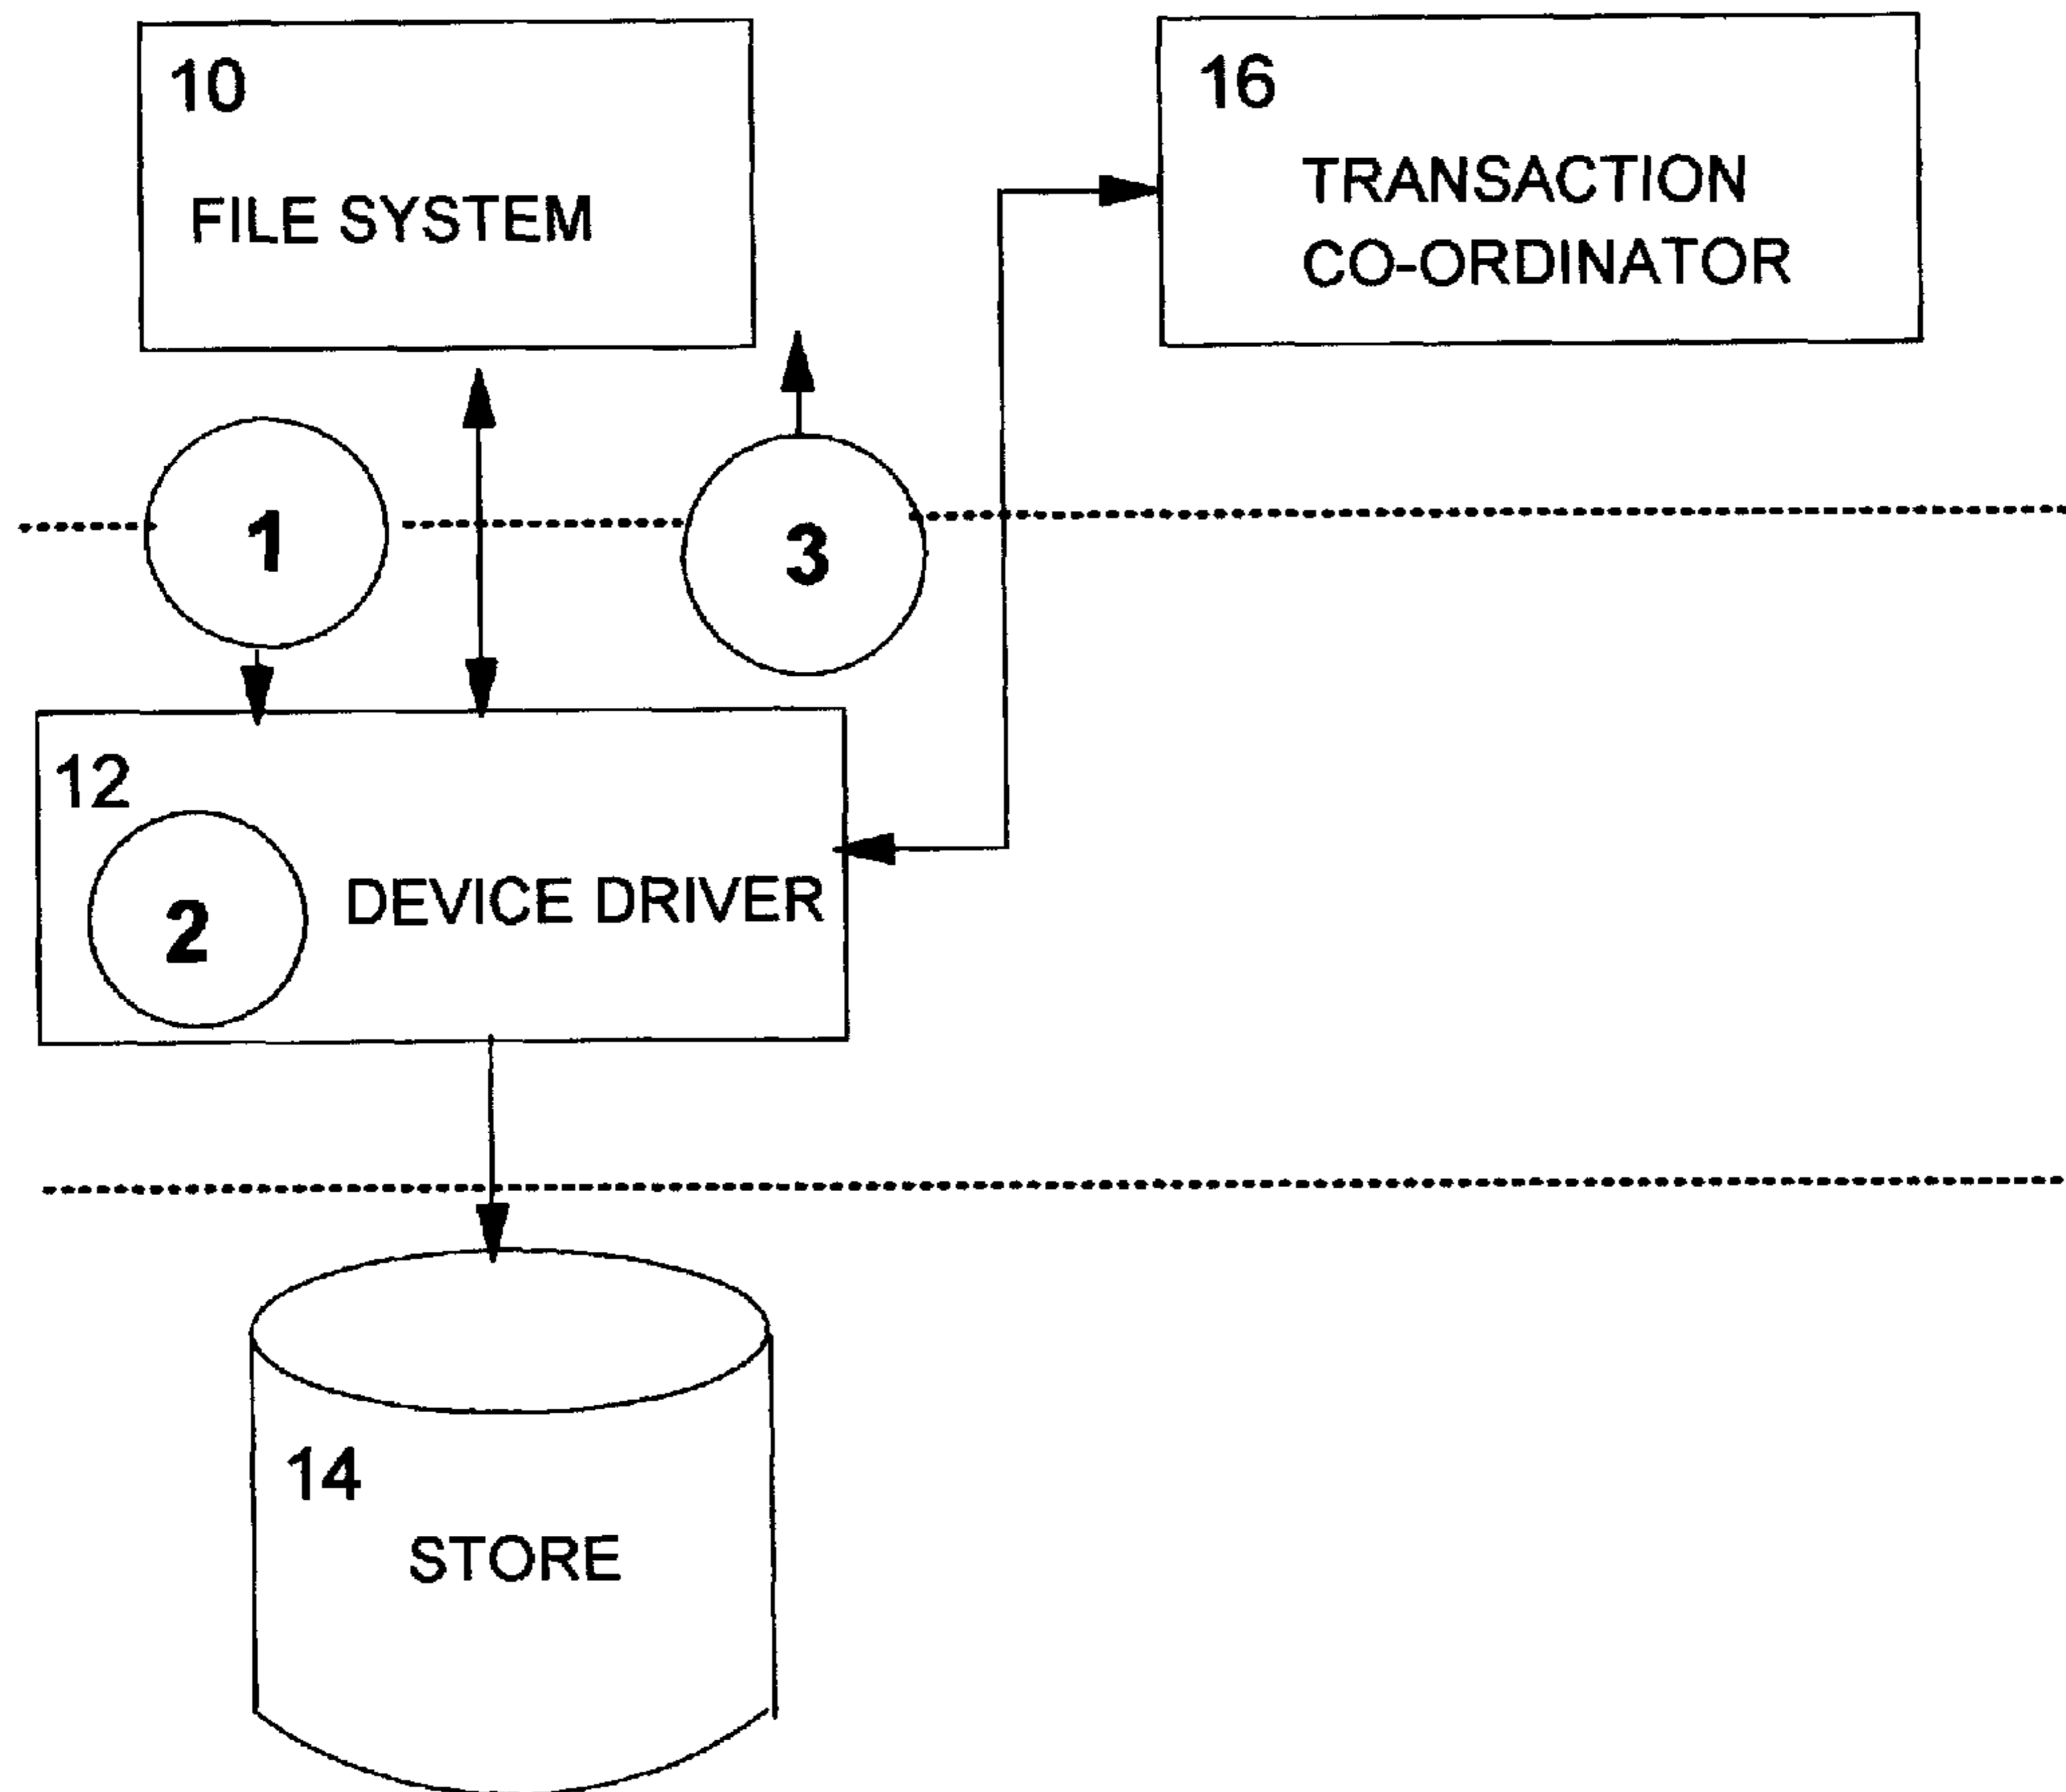 10
FILE SYSTEM
16
TRANSACTION
CO-ORDINATOR
1
3
12
2
DEVICE DRIVER
14
STORE